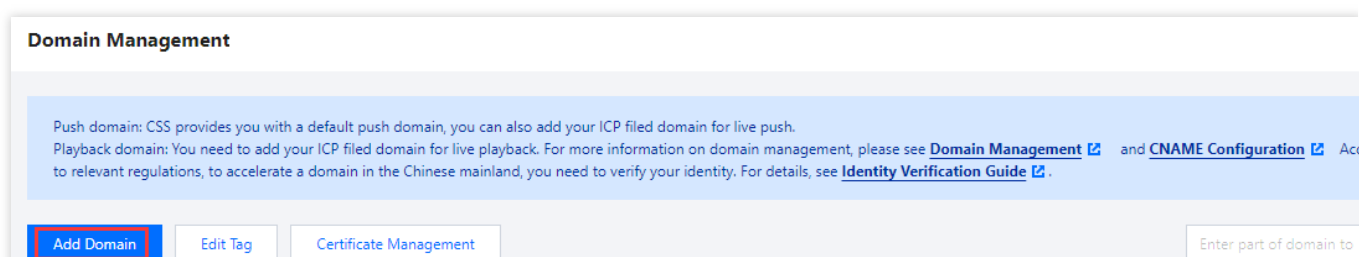 Domain Management
Push domain: CSS provides you with a default push domain, you can also add your ICP filed domain for live push.
Playback domain: You need to add your ICP filed domain for live playback. For more information on domain management, please see Domain Management and CNAME Configuration
to relevant regulations, to accelerate a domain in the Chinese mainland, you need to verify your identity. For details, see Identity Verification Guide .
Add Domain Edit Tag Certificate Management Enter part of domain to